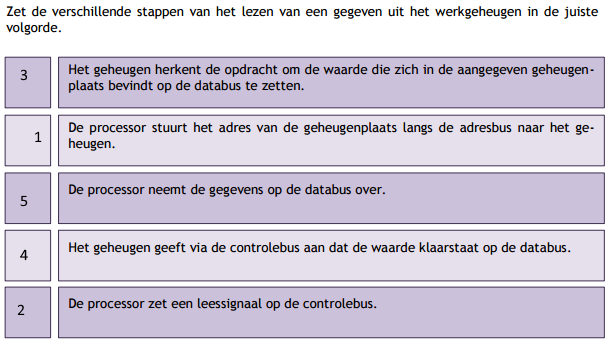 Zet de verschillende stappen van het lezen van een gegeven uit het werkgeheugen in de juiste
volgorde.
3
Het geheugen herkent de opdracht om de waarde die zich in de aangegeven geheugen-
plaats bevindt op de databus te zetten.
1
De processor stuurt het adres van de geheugenplaats langs de adresbus naar het ge-
heugen.
5
De processor neemt de gegevens op de databus over.
4
Het geheugen geeft via de controlebus aan dat de waarde klaarstaat op de databus.
2
De processor zet een leessignaal op de controlebus.